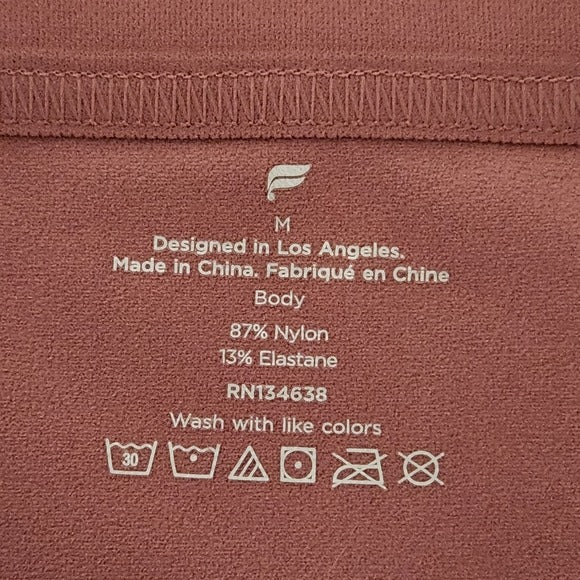 M
Designed in Los Angeles.
Made in China. Fabriqué en Chine
Body
87% Nylon
13% Elastane
RN134638
Wash with like colors
30